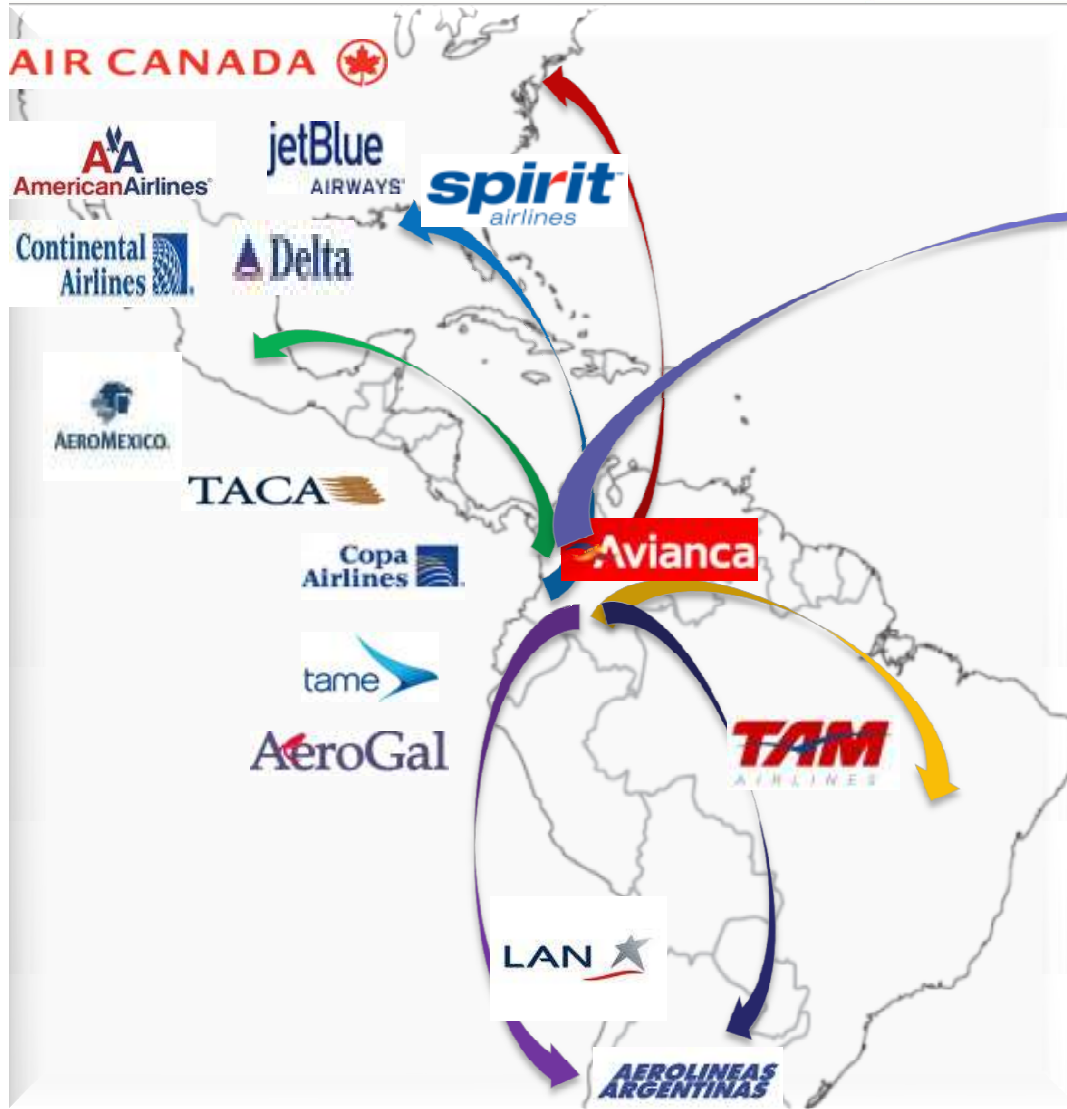 AIR CANADA
AA
AmericanAirlines
jetBlue
AIRWAYS
spirit
airlines
Continental
Airlines
Delta
AEROMEXICO.
TACA
Copa
Airlines
Avianca
tame
AeroGal
TAM
AIRLINES
LAN
AEROLINEAS
ARGENTINAS